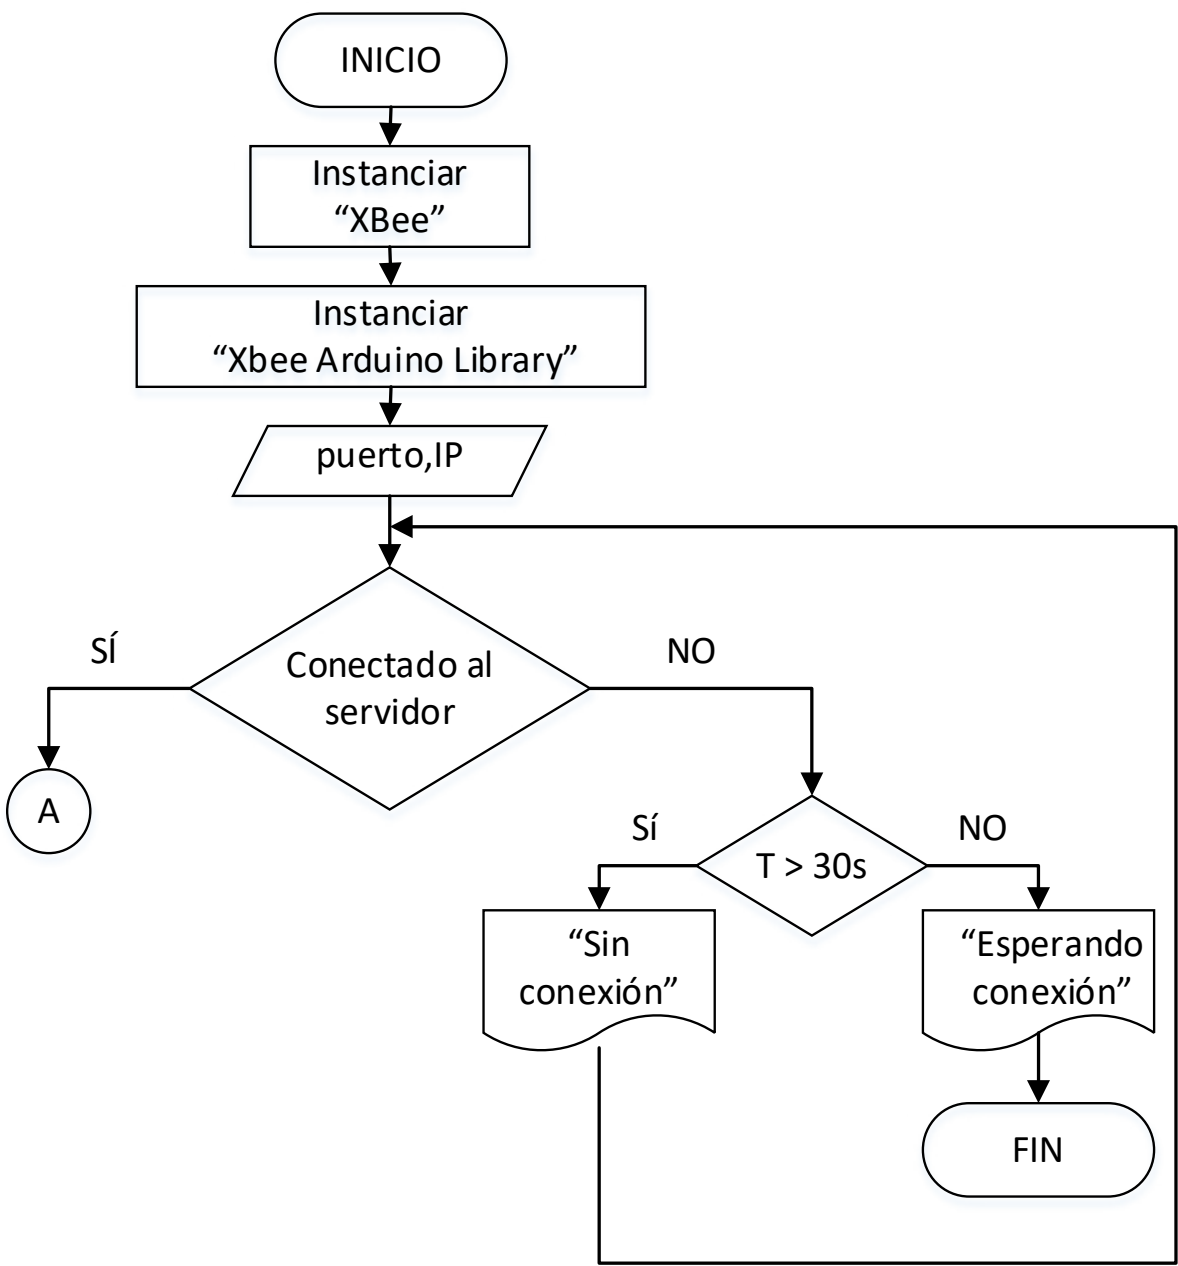 INICIO
Instanciar
“XBee”
Instanciar
“Xbee Arduino Library”
puerto,IP
SÍ
Conectado al
servidor
NO
A
Sí
T > 30s
NO
“Sin
conexión”
“Esperando
conexión”
FIN